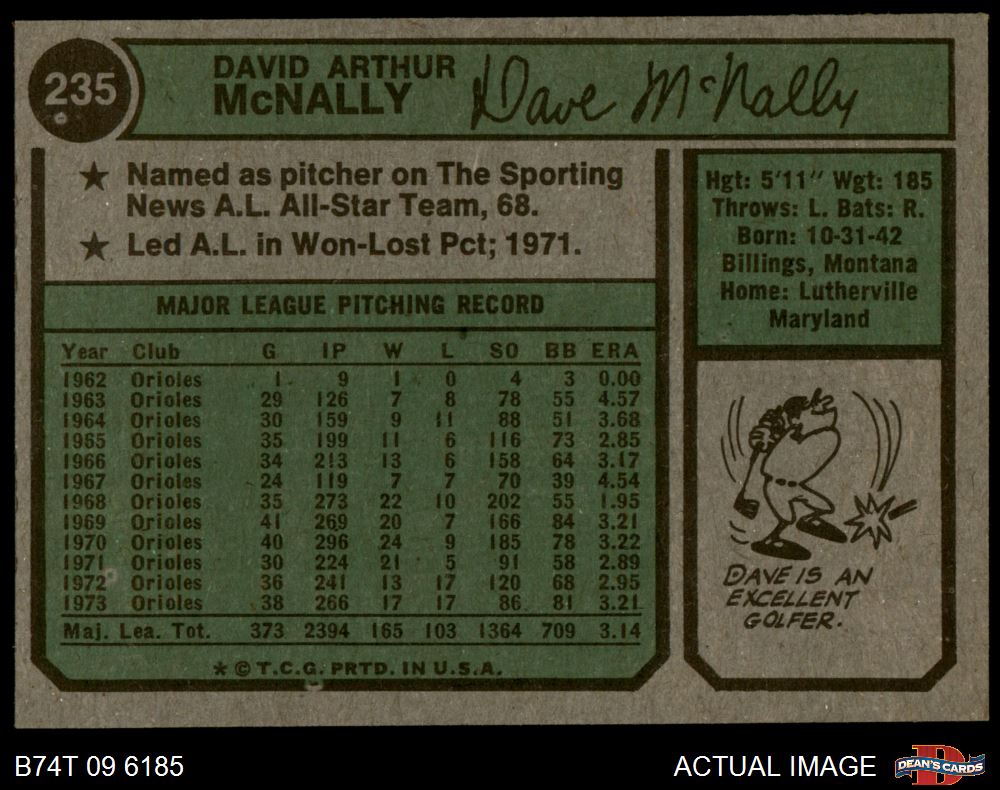 235
DAVID ARTHUR
McNALLY
Dave McNally
★ Named as pitcher on The Sporting
News A.L. All-Star Team, 68.
★ Led A.L. in Won-Lost Pct; 1971.
Hgt: 5'11" Wgt: 185
Throws: L. Bats: R.
Born: 10-31-42
Billings, Montana
Home: Lutherville
Maryland
MAJOR LEAGUE PITCHING RECORD
Year Club G IP W L SO BB ERA
1962 Orioles 1 9 1 0 4 3 0.00
1963 Orioles 29 126 7 8 78 55 4.57
1964 Orioles 30 159 9 11 88 51 3.68
1965 Orioles 35 199 11 6 116 73 2.85
1966 Orioles 34 213 13 6 158 64 3.17
1967 Orioles 24 119 7 7 70 39 4.54
1968 Orioles 35 273 22 10 202 55 1.95
1969 Orioles 41 269 20 7 166 84 3.21
1970 Orioles 40 296 24 9 185 78 3.22
1971 Orioles 30 224 21 5 91 58 2.89
1972 Orioles 36 241 13 17 120 68 2.95
1973 Orioles 38 266 17 17 86 81 3.21
Maj. Lea. Tot. 373 2394 165 103 1364 709 3.14
* © T.C.G. PRTD. IN U.S.A.
DAVE IS AN
EXCELLENT
GOLFER.
B74T 09 6185
ACTUAL IMAGE
DEAN'S CARDS